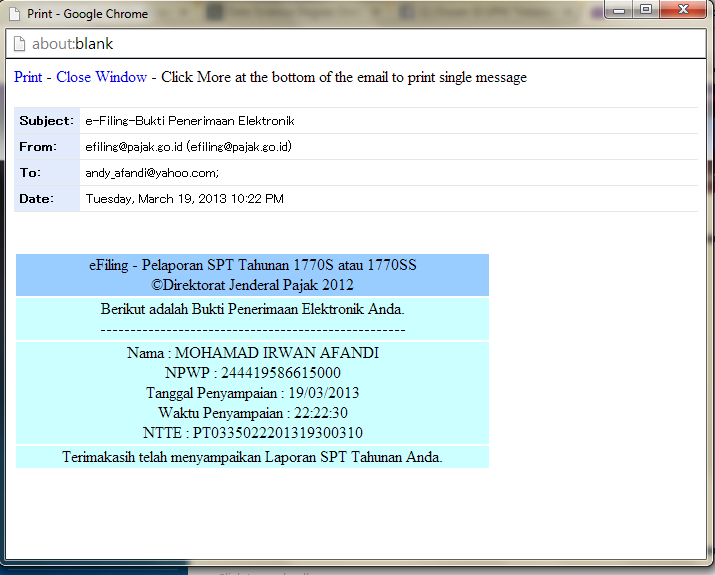 Print - Google Chrome
about:blank
Print - Close Window - Click More at the bottom of the email to print single message
Subject: e-Filing-Bukti Penerimaan Elektronik
From: efiling@pajak.go.id (efiling@pajak.go.id)
To: andy_afandi@yahoo.com;
Date: Tuesday, March 19, 2013 10:22 PM
eFiling - Pelaporan SPT Tahunan 1770S atau 1770SS
©Direktorat Jenderal Pajak 2012
Berikut adalah Bukti Penerimaan Elektronik Anda.
----------------------------------------------------
Nama : MOHAMAD IRWAN AFANDI
NPWP : 244419586615000
Tanggal Penyampaian : 19/03/2013
Waktu Penyampaian : 22:22:30
NTTE : PT0335022201319300310
Terimakasih telah menyampaikan Laporan SPT Tahunan Anda.